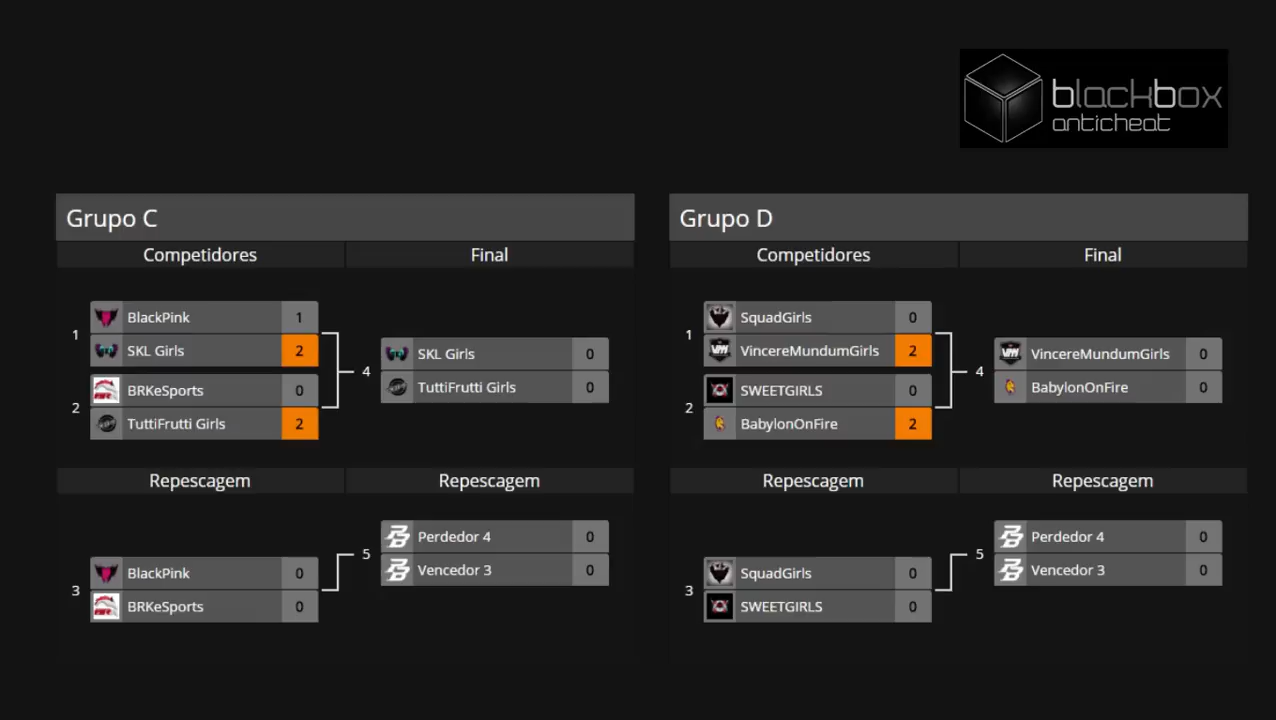 blackbox
anticheat
Grupo C
Competidores Final
1
BlackPink 1
SKL Girls 2
2
BRKeSports 0
TuttiFrutti Girls 2
4
SKL Girls 0
TuttiFrutti Girls 0
Repescagem Repescagem
3
BlackPink 0
BRKeSports 0
5
Perdedor 4 0
Vencedor 3 0
Grupo D
Competidores Final
1
SquadGirls 0
VincereMundumGirls 2
2
SWEETGIRLS 0
BabylonOnFire 2
4
VincereMundumGirls 0
BabylonOnFire 0
Repescagem Repescagem
3
SquadGirls 0
SWEETGIRLS 0
5
Perdedor 4 0
Vencedor 3 0